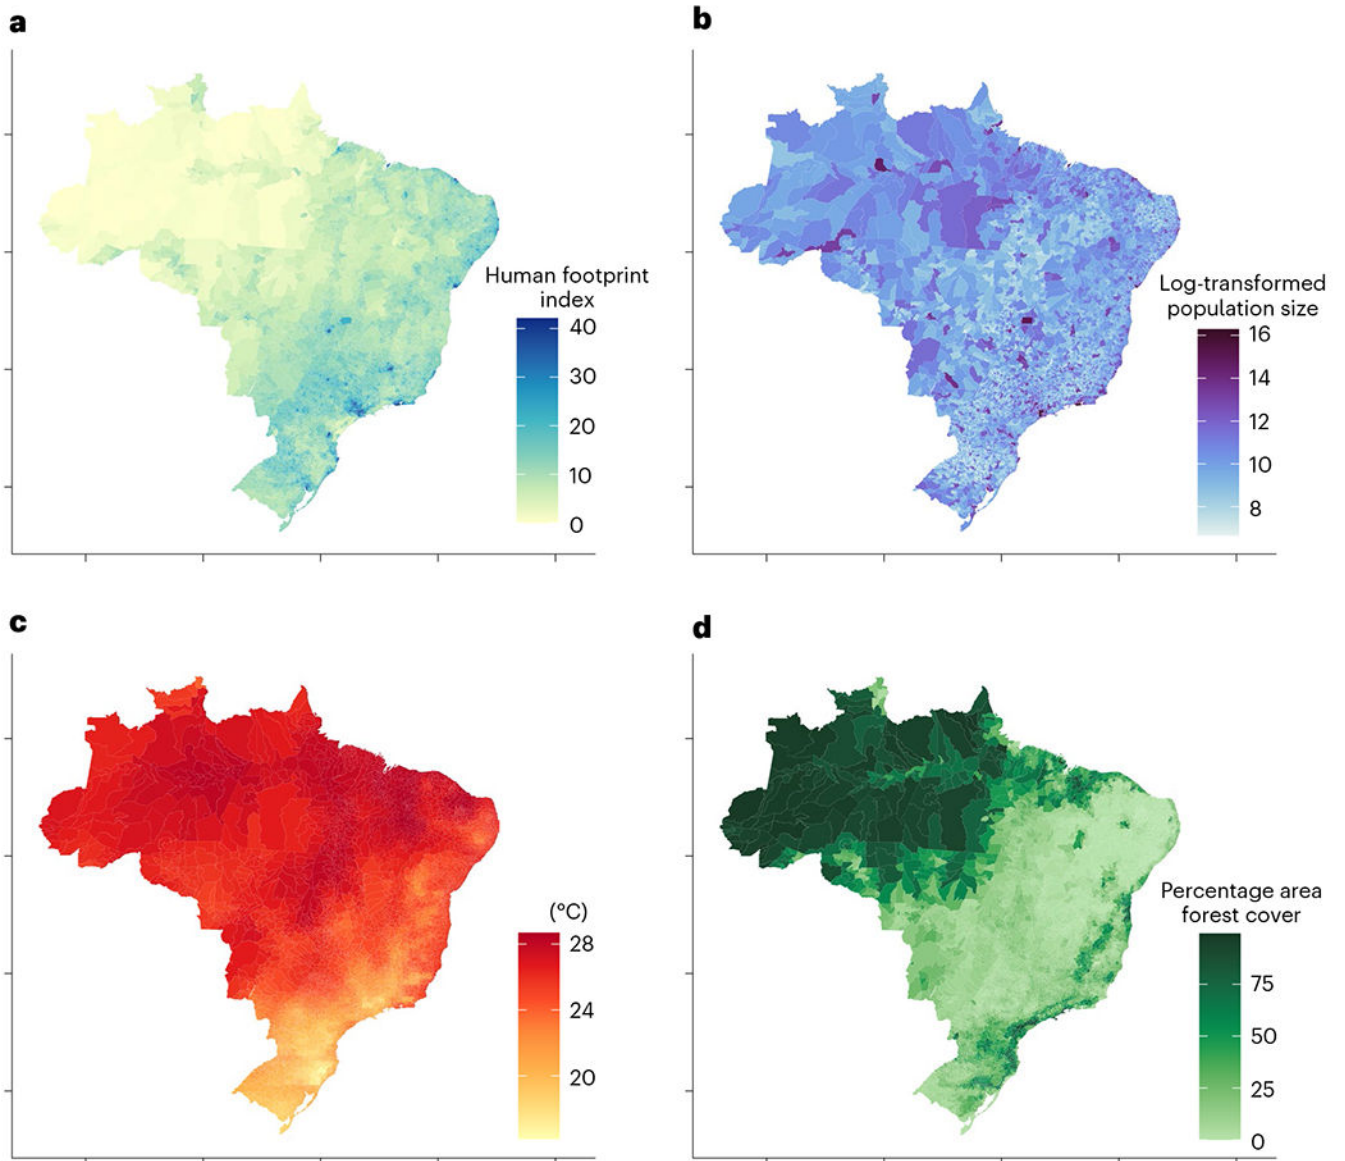 a
b
Human footprint
index
40
30
20
10
0
Log-transformed
population size
16
14
12
10
8
c
d
(°C)
28
24
20
Percentage area
forest cover
75
50
25
0